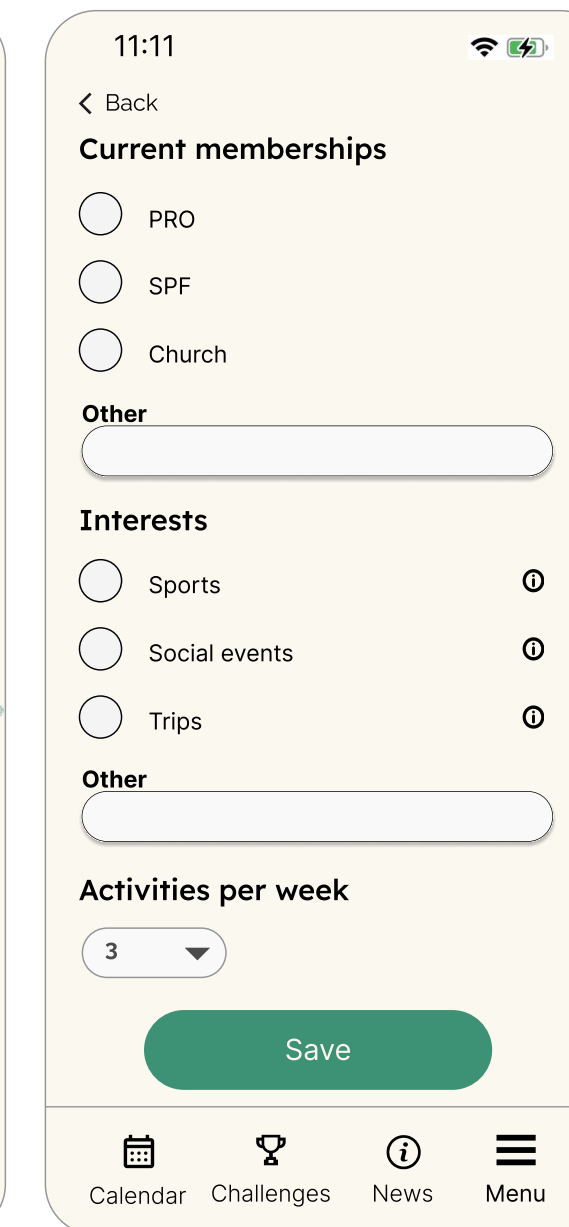 11:11
Back
Current memberships
PRO
SPF
Church
Other
Interests
Sports
Social events
Trips
Other
Activities per week
3
Save
Calendar Challenges News Menu